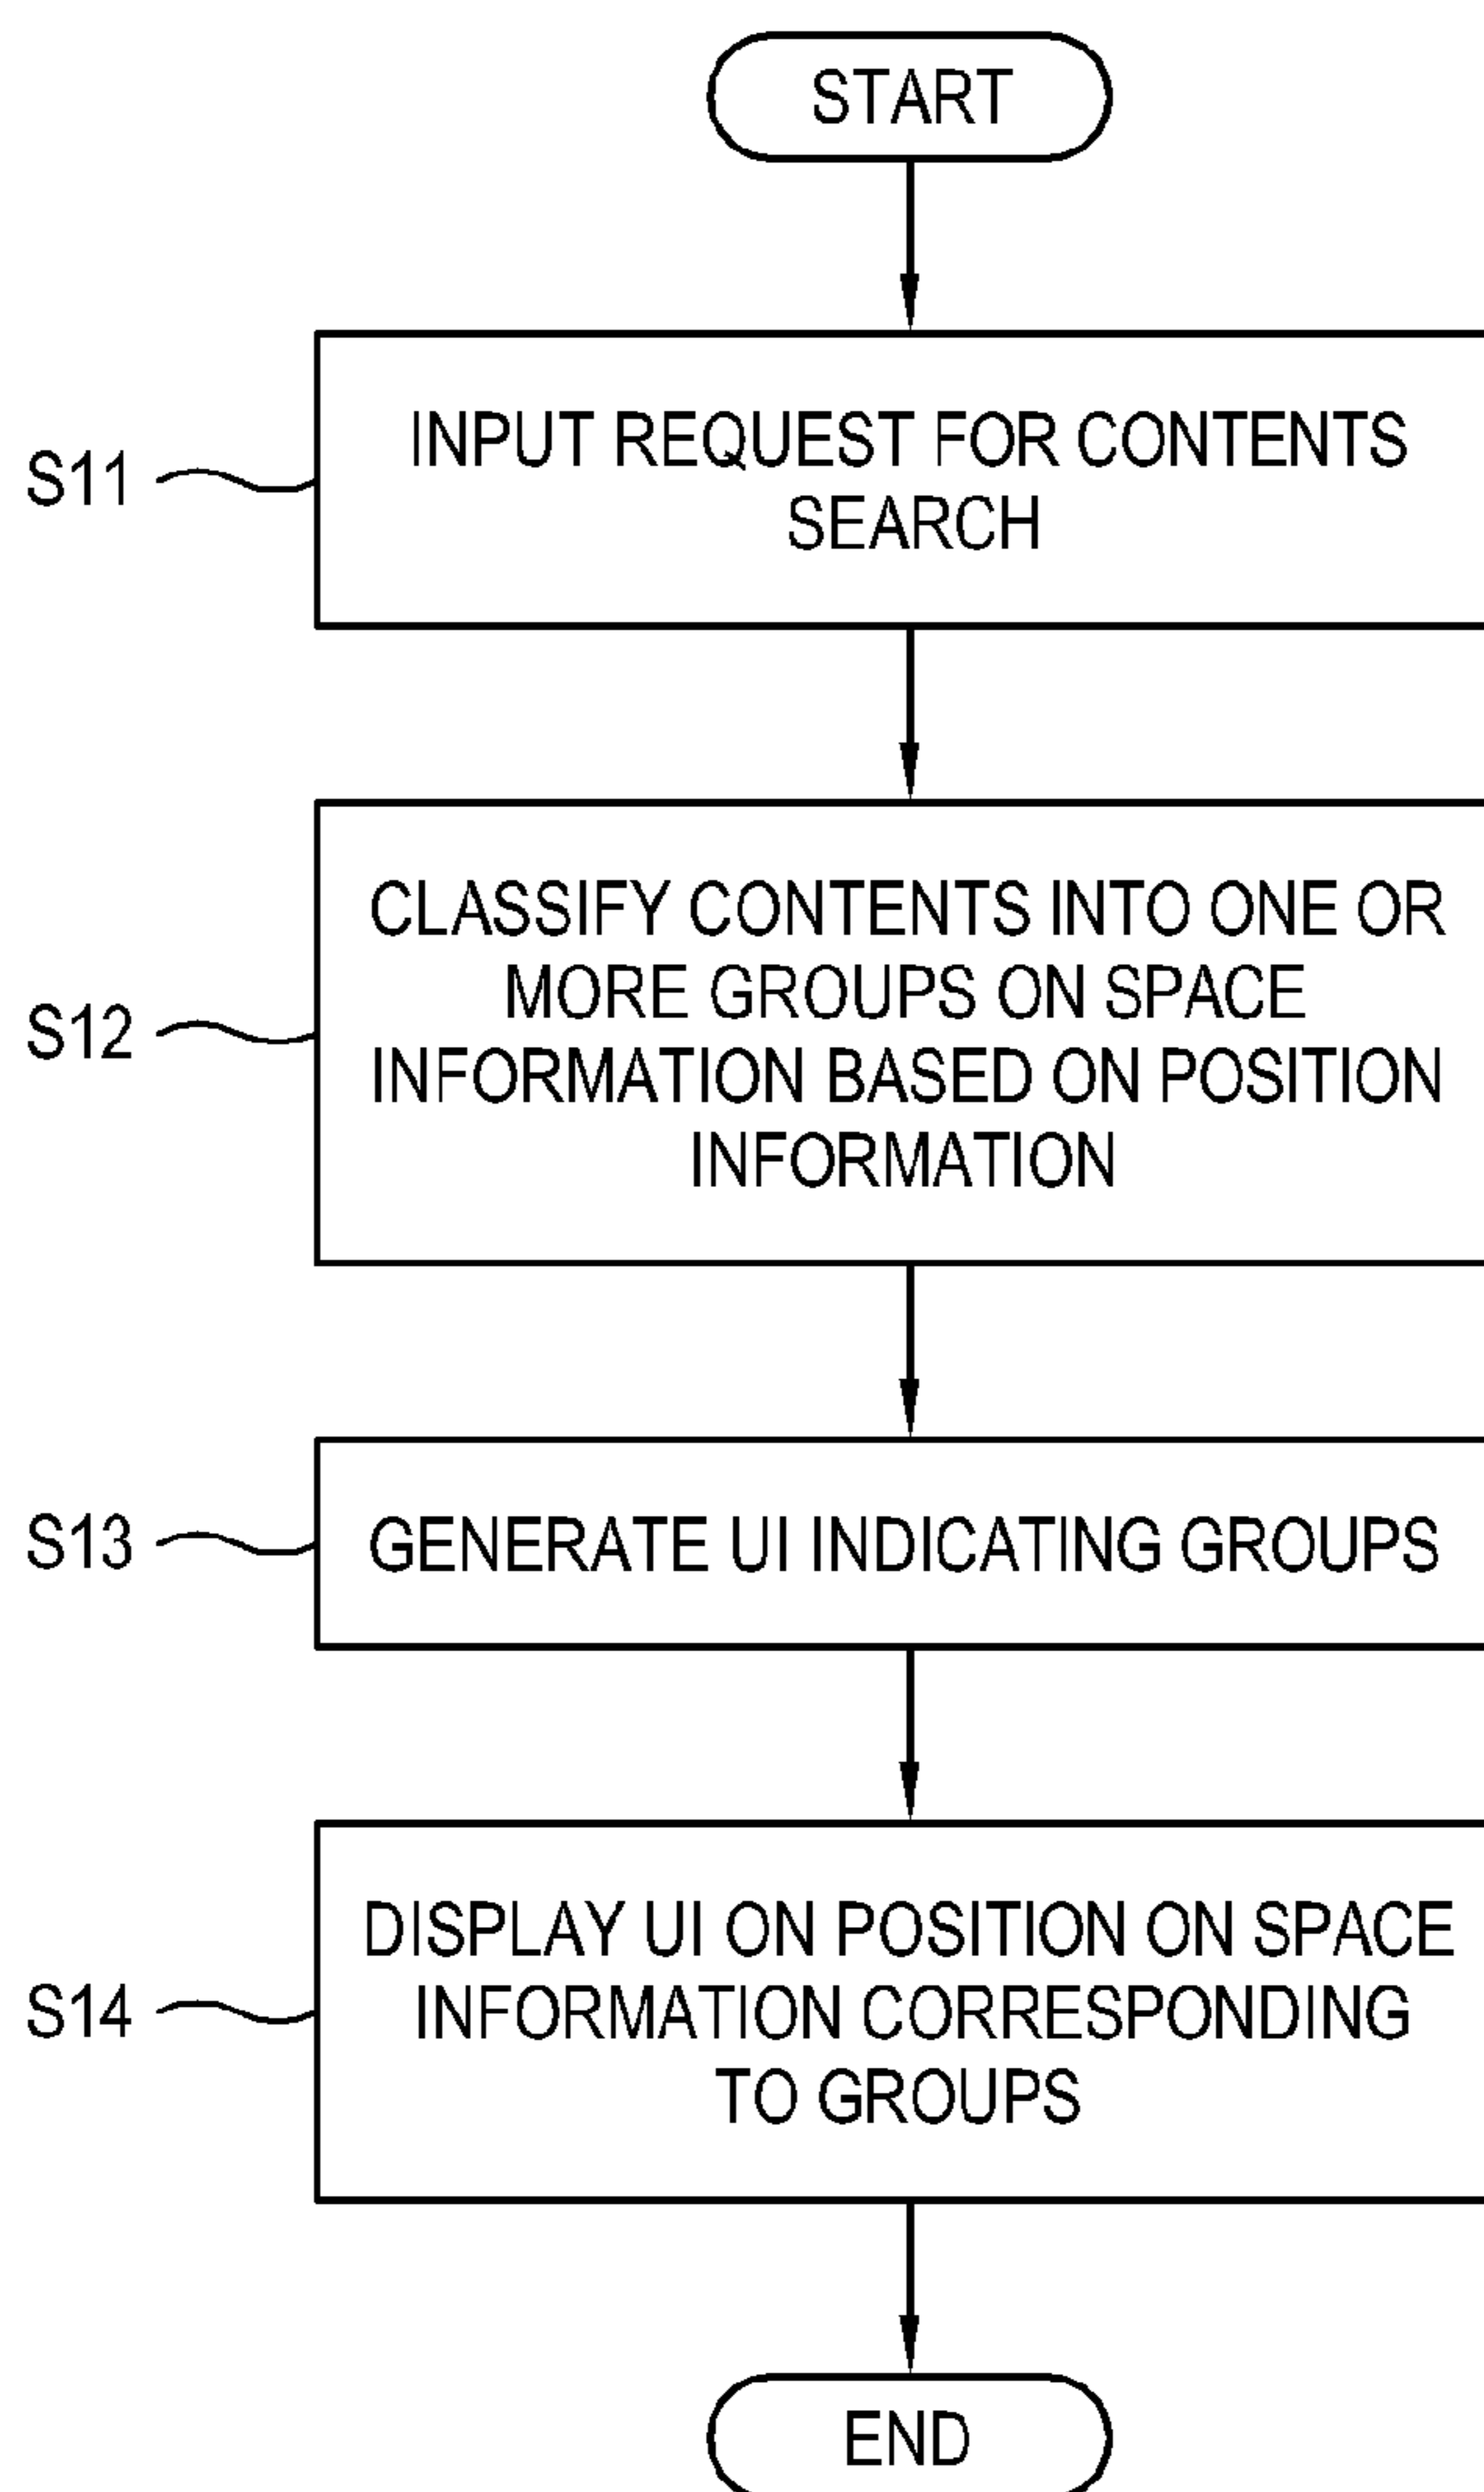 START
INPUT REQUEST FOR CONTENTS
SEARCH
S11
CLASSIFY CONTENTS INTO ONE OR
MORE GROUPS ON SPACE
INFORMATION BASED ON POSITION
INFORMATION
S12
GENERATE UI INDICATING GROUPS
S13
DISPLAY UI ON POSITION ON SPACE
INFORMATION CORRESPONDING
TO GROUPS
S14
END